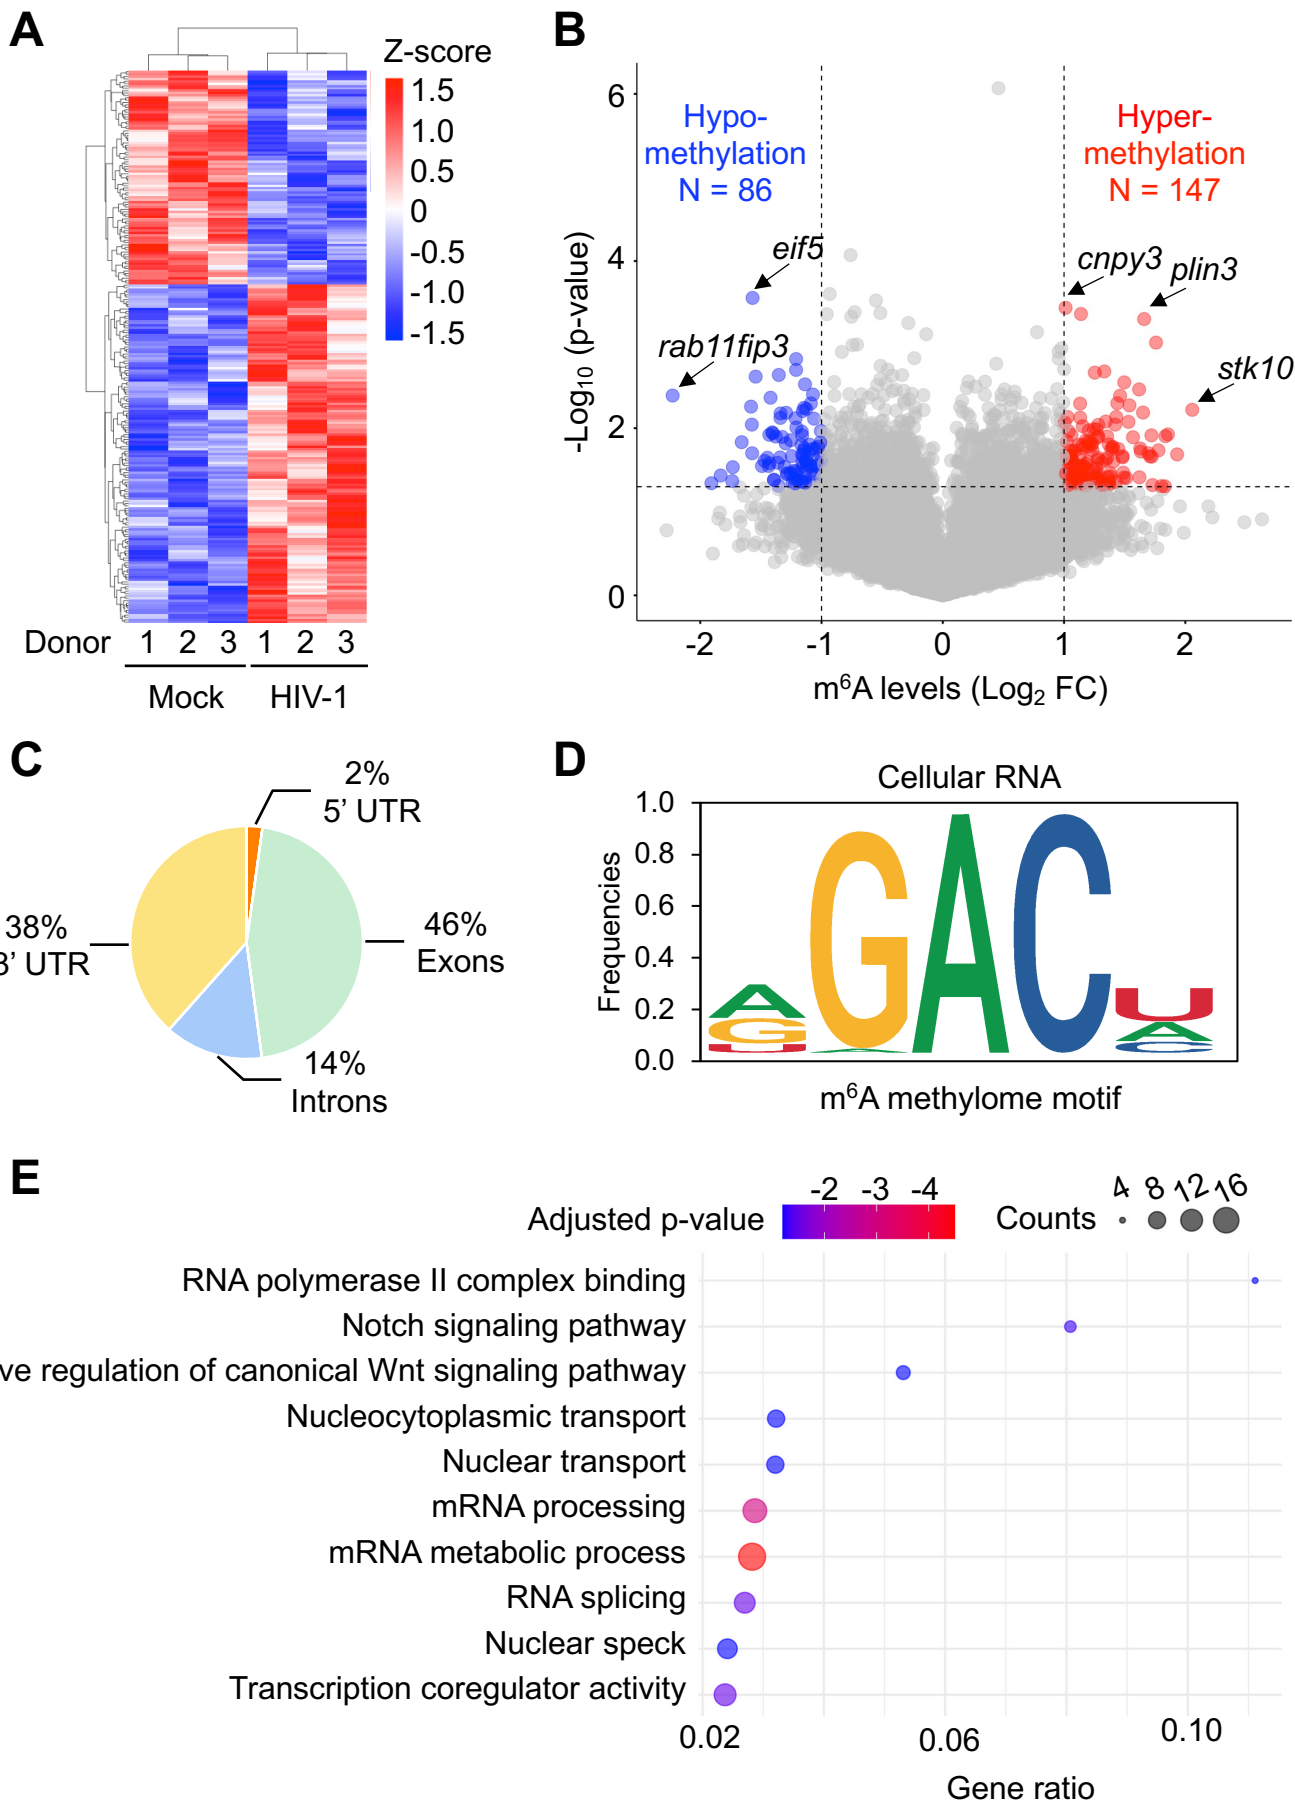 A
Z-score
1.5
1.0
0.5
0
-0.5
-1.0
-1.5
Donor 1 2 3 1 2 3
Mock HIV-1
B
6
4
2
0
-Log₁₀ (p-value)
Hypo-
methylation
N = 86
Hyper-
methylation
N = 147
eif5
rab11fip3
cnpy3
plin3
stk10
-2 -1 0 1 2
m⁶A levels (Log₂ FC)
C
2%
5’ UTR
46%
Exons
14%
Introns
38%
3’ UTR
D
Cellular RNA
1.0
0.8
0.6
0.4
0.2
0.0
Frequencies
A G U
G
A
C
U A C
m⁶A methylome motif
E
Adjusted p-value
-2 -3 -4
Counts
4 8 12 16
RNA polymerase II complex binding
Notch signaling pathway
ve regulation of canonical Wnt signaling pathway
Nucleocytoplasmic transport
Nuclear transport
mRNA processing
mRNA metabolic process
RNA splicing
Nuclear speck
Transcription coregulator activity
0.02 0.06 0.10
Gene ratio